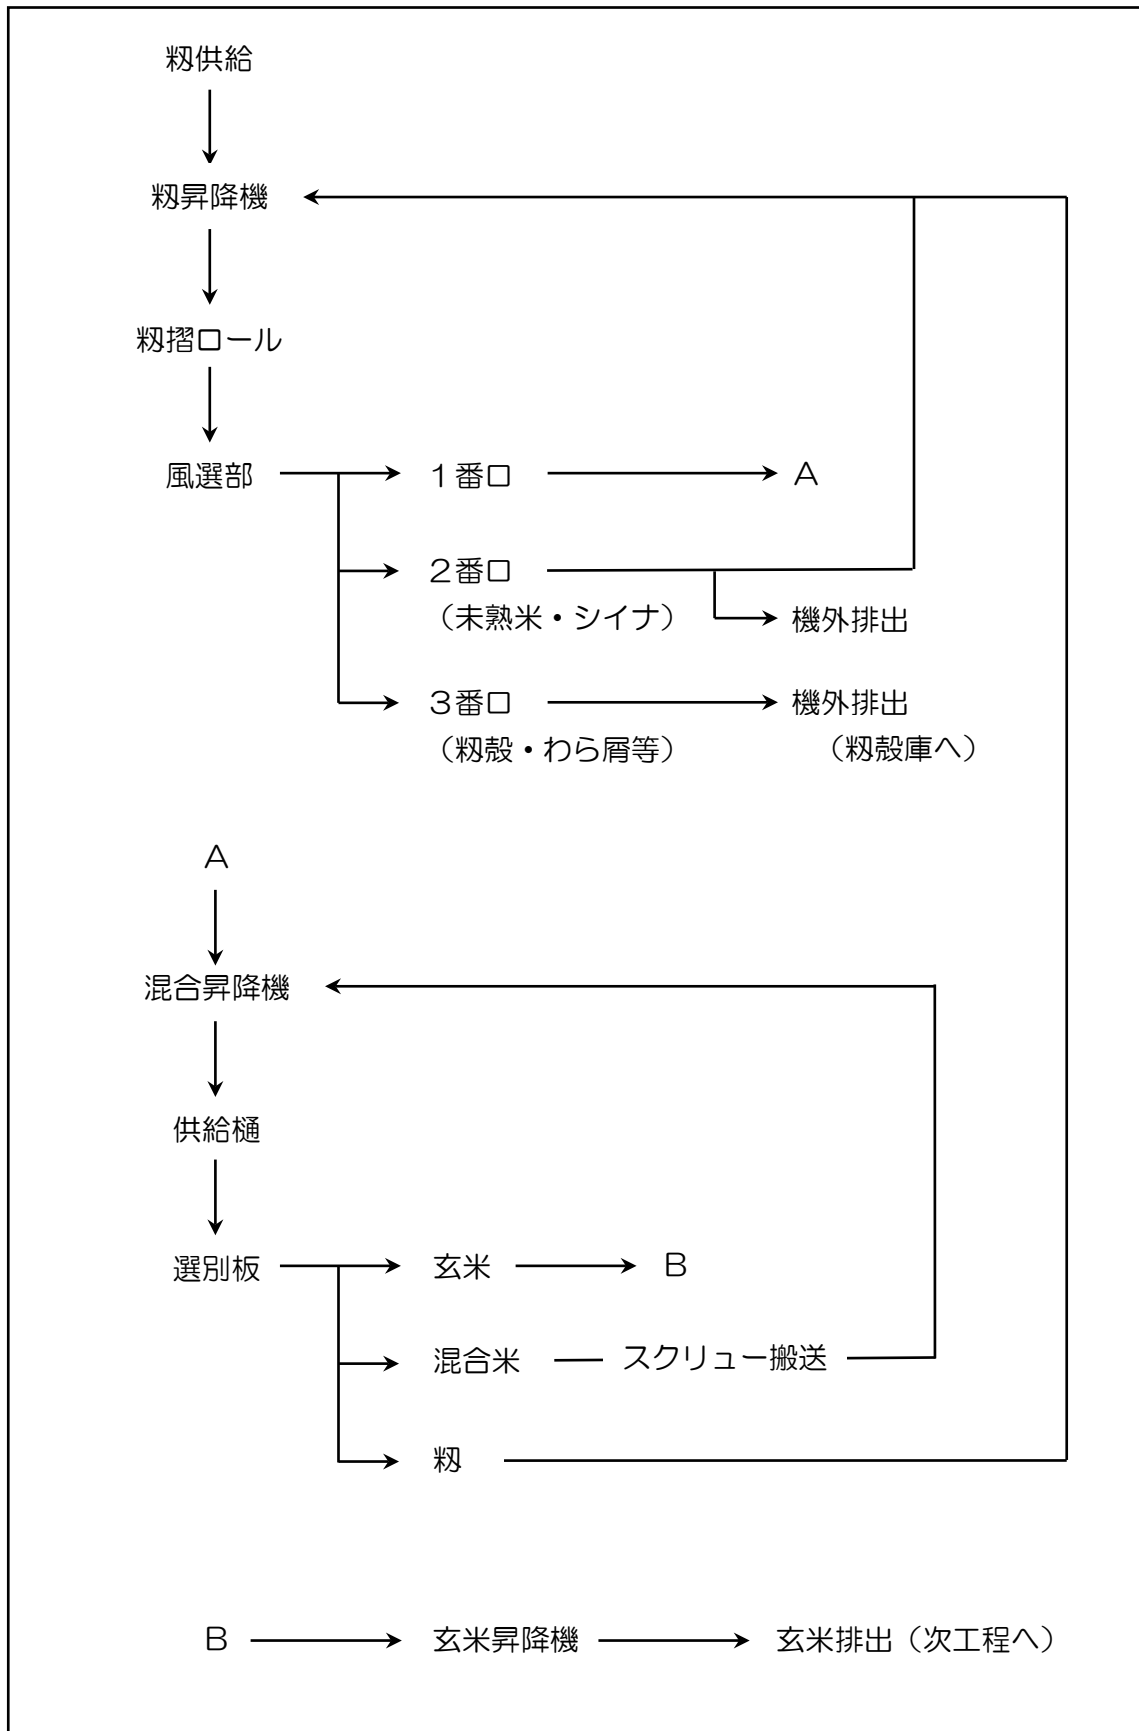 籾供給
籾昇降機
籾摺ロール
風選部
１番口
A
２番口
（未熟米・シイナ）
機外排出
３番口
機外排出
（籾殻・わら屑等）
（籾殻庫へ）
A
混合昇降機
供給樋
選別板
玄米
B
混合米
スクリュー搬送
籾
B
玄米昇降機
玄米排出（次工程へ）